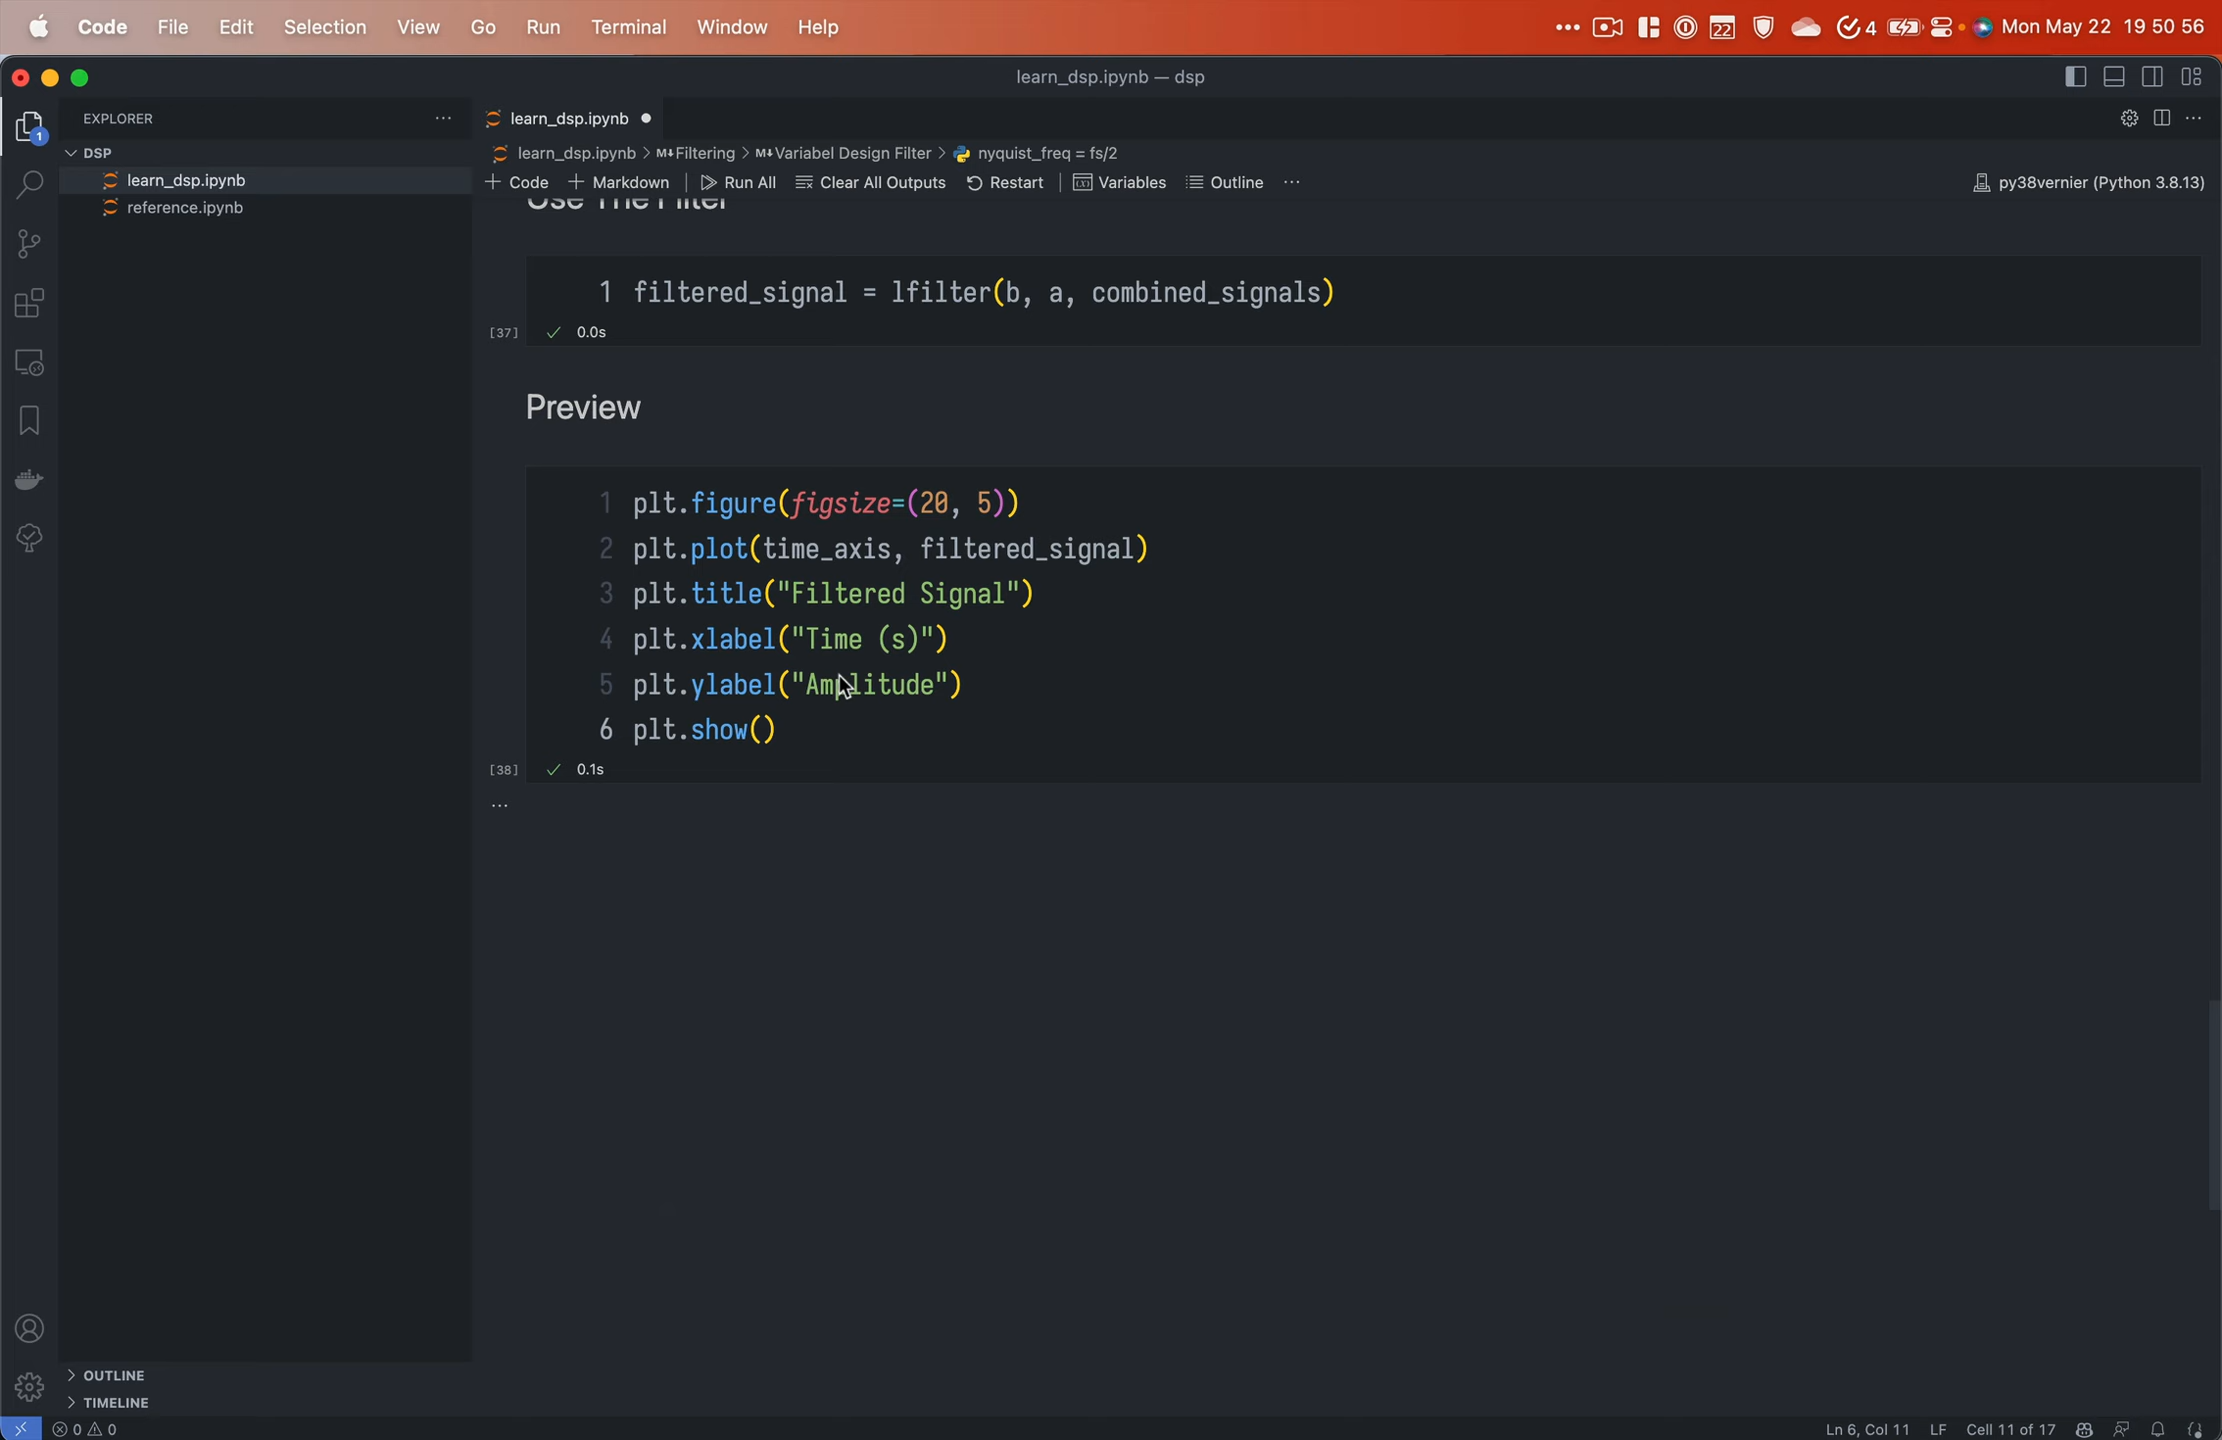 Code File Edit Selection View Go Run Terminal Window Help 22 4 Mon May 22 19 50 56
learn_dsp.ipynb — dsp
EXPLORER
learn_dsp.ipynb
DSP
learn_dsp.ipynb > M↓Filtering > M↓Variabel Design Filter > nyquist_freq = fs/2
1
learn_dsp.ipynb
reference.ipynb
+ Code + Markdown Run All Clear All Outputs Restart Variables Outline ... py38vernier (Python 3.8.13)
Use The Filter
1 filtered_signal = lfilter(b, a, combined_signals)
[37] ✓ 0.0s
Preview
1 plt.figure(figsize=(20, 5))
2 plt.plot(time_axis, filtered_signal)
3 plt.title("Filtered Signal")
4 plt.xlabel("Time (s)")
5 plt.ylabel("Amplitude")
6 plt.show()
[38] ✓ 0.1s
...
OUTLINE
TIMELINE
0 0 Ln 6, Col 11 LF Cell 11 of 17